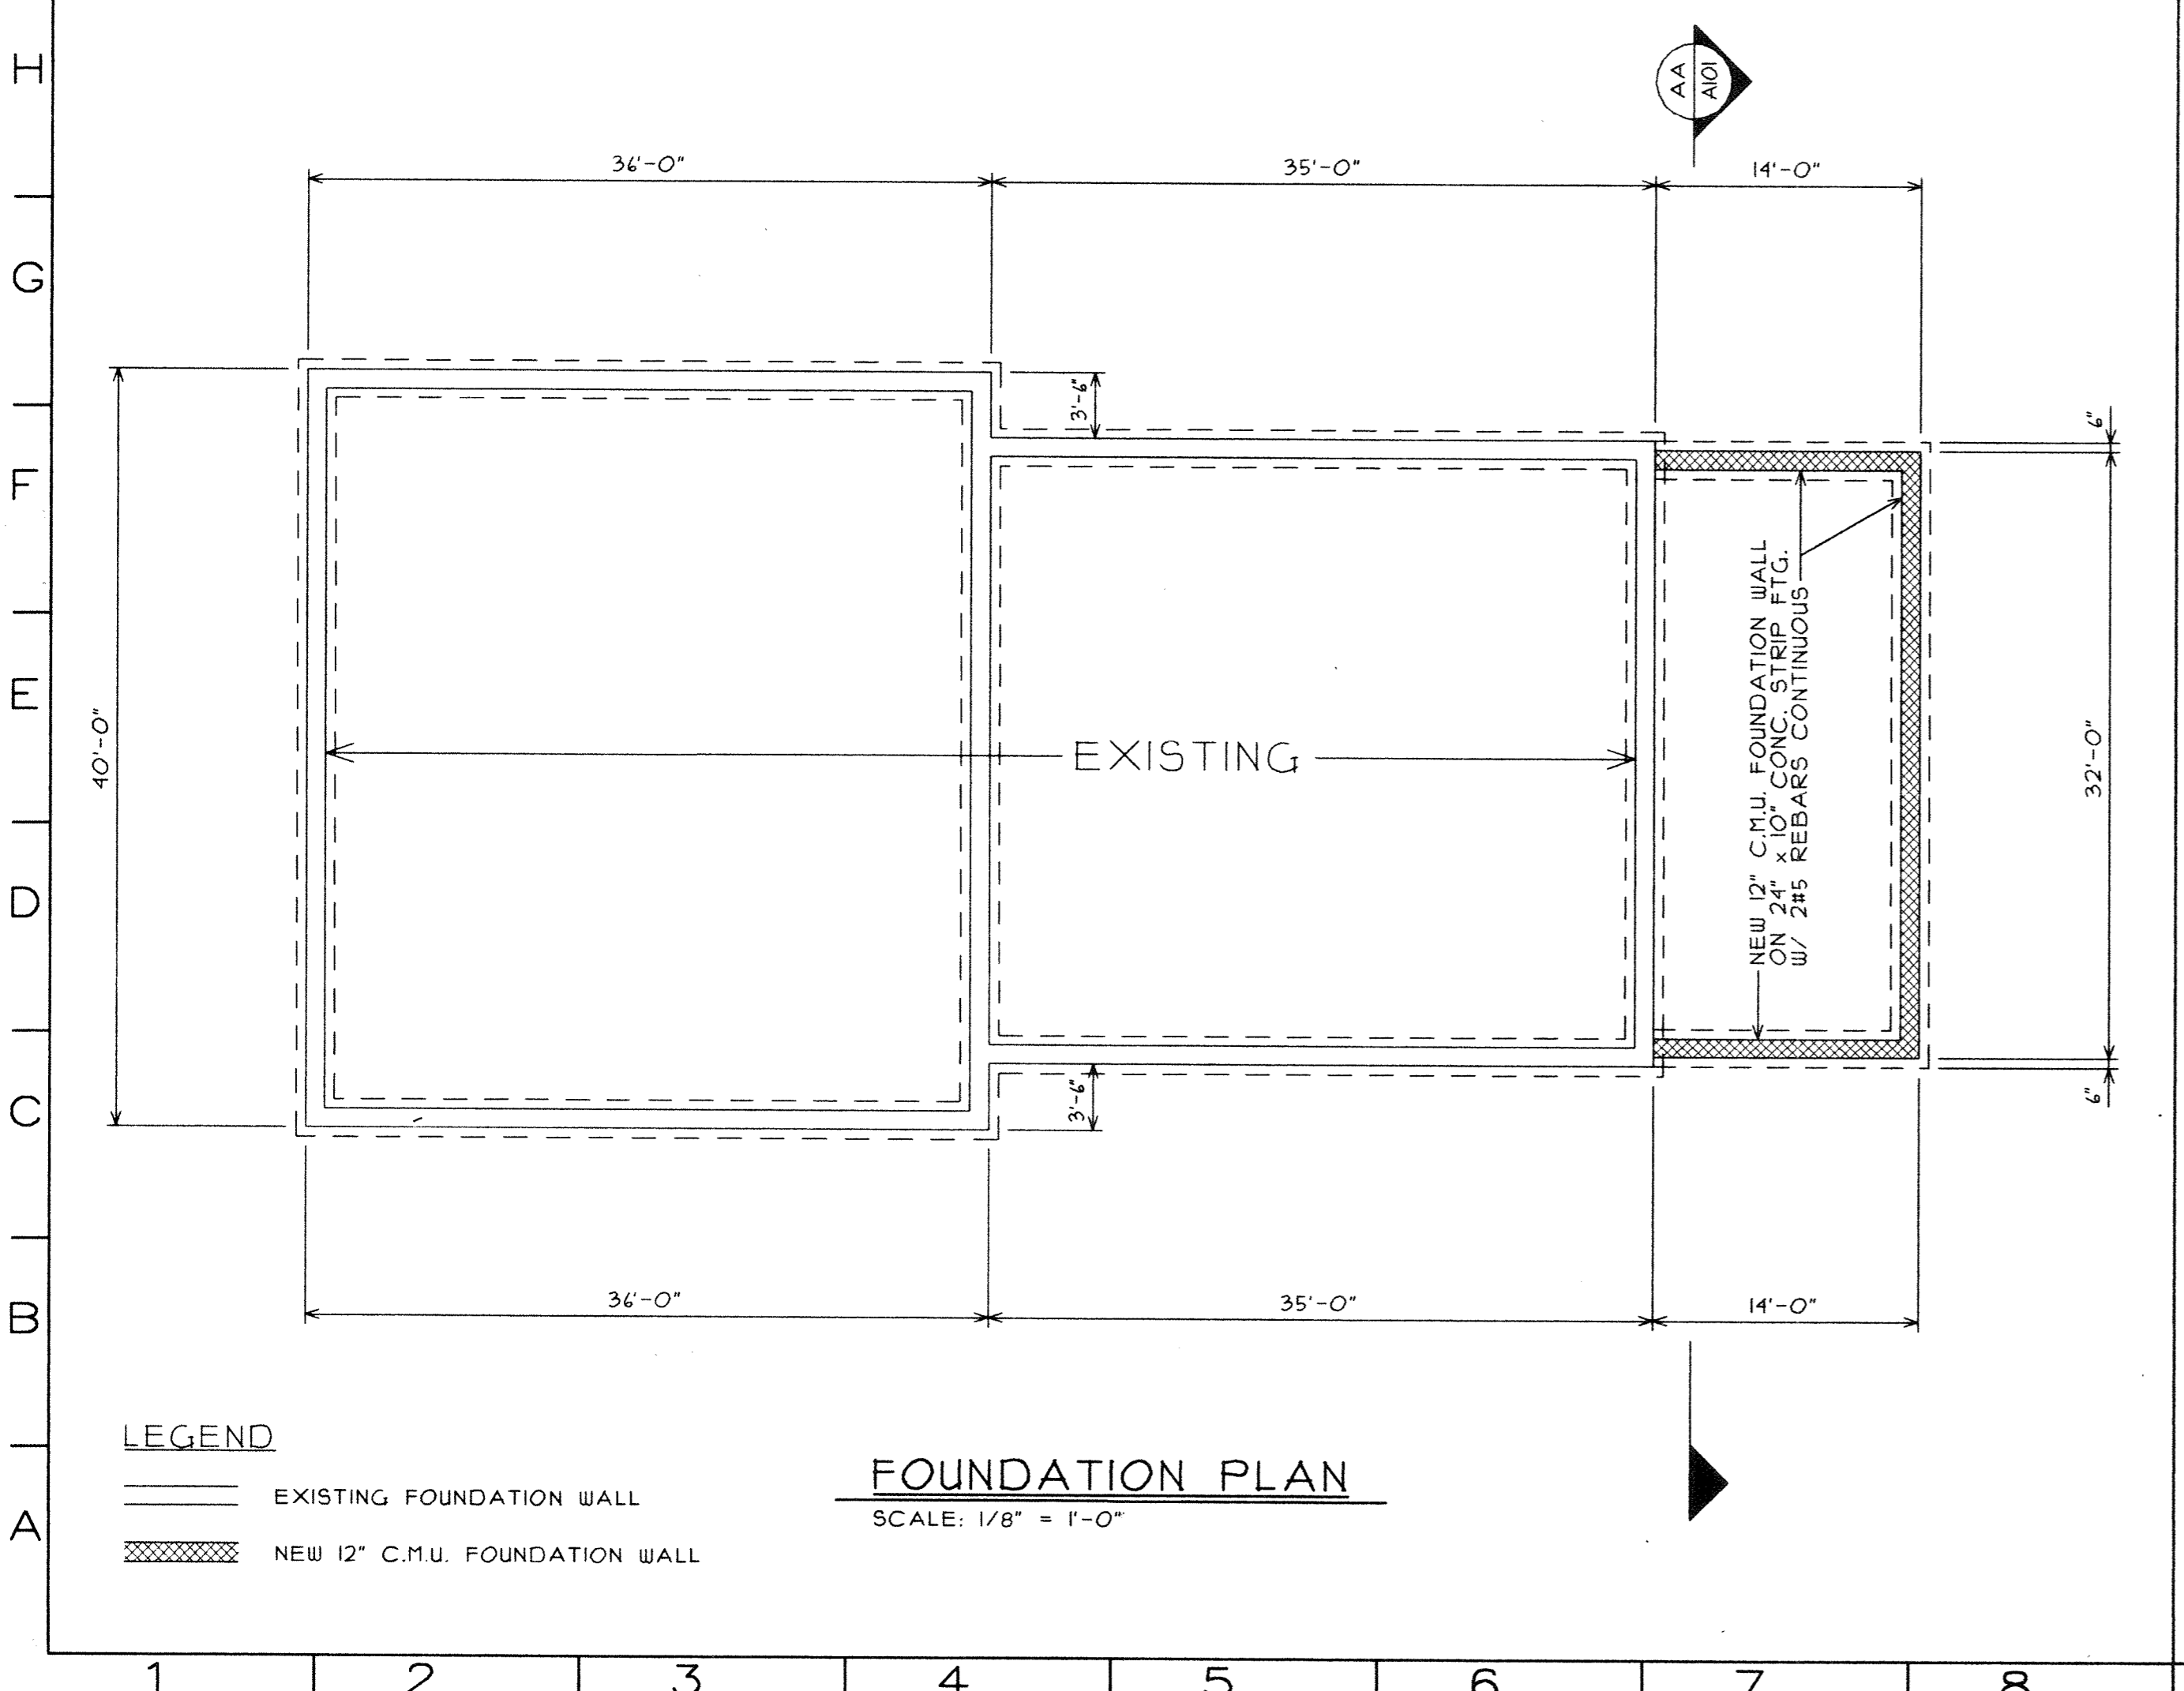 H
AA
A101
36'-0"
35'-0"
14'-0"
G
3'-6"
6"
F
NEW 12" C.M.U. FOUNDATION WALL
ON 24" x 10" CONC. STRIP FTG.
W/ 2#5 REBARS CONTINUOUS
E
40'-0"
EXISTING
32'-0"
D
3'-6"
6"
C
36'-0"
35'-0"
14'-0"
B
LEGEND
EXISTING FOUNDATION WALL
NEW 12" C.M.U. FOUNDATION WALL
FOUNDATION PLAN
SCALE: 1/8" = 1'-0"
A
1 2 3 4 5 6 7 8